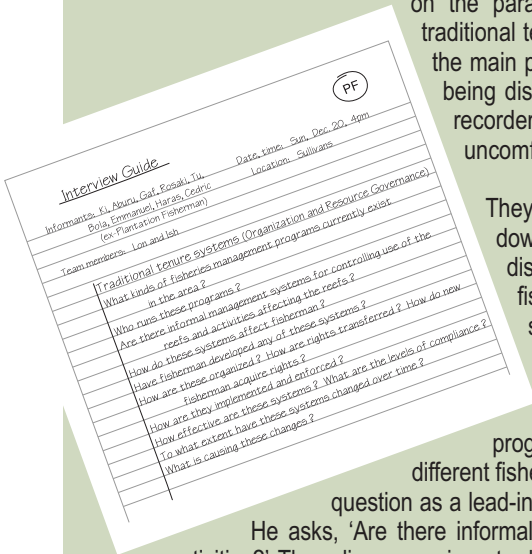 on the para
traditional te
the main p
being dis
recorder
uncomf
They
down
dis
fis
s
prog
different fishe
question as a lead-in
He asks, ‘Are there informal
PF
Interview Guide
Date, time: Sun, Dec. 20, 4pm
Location: Sullivans
Informants: Ki, Aburu, Gaf, Rosaki, Tu,
Bola, Emmanuel, Haras, Cedric
(ex-Plantation Fisherman)
Team members: Lon and Ish
Traditional tenure systems (Organization and Resource Governance)
What kinds of fisheries management programs currently exist
in the area ?
Who runs these programs ?
Are there informal management systems for controlling use of the
reefs and activities affecting the reefs ?
How do these systems affect fisherman ?
Have fisherman developed any of these systems ?
How are these organized ? How are rights transferred ? How do new
fisherman acquire rights ?
How are they implemented and enforced ?
How effective are these systems ? What are the levels of compliance ?
To what extent have these systems changed over time ?
What is causing these changes ?